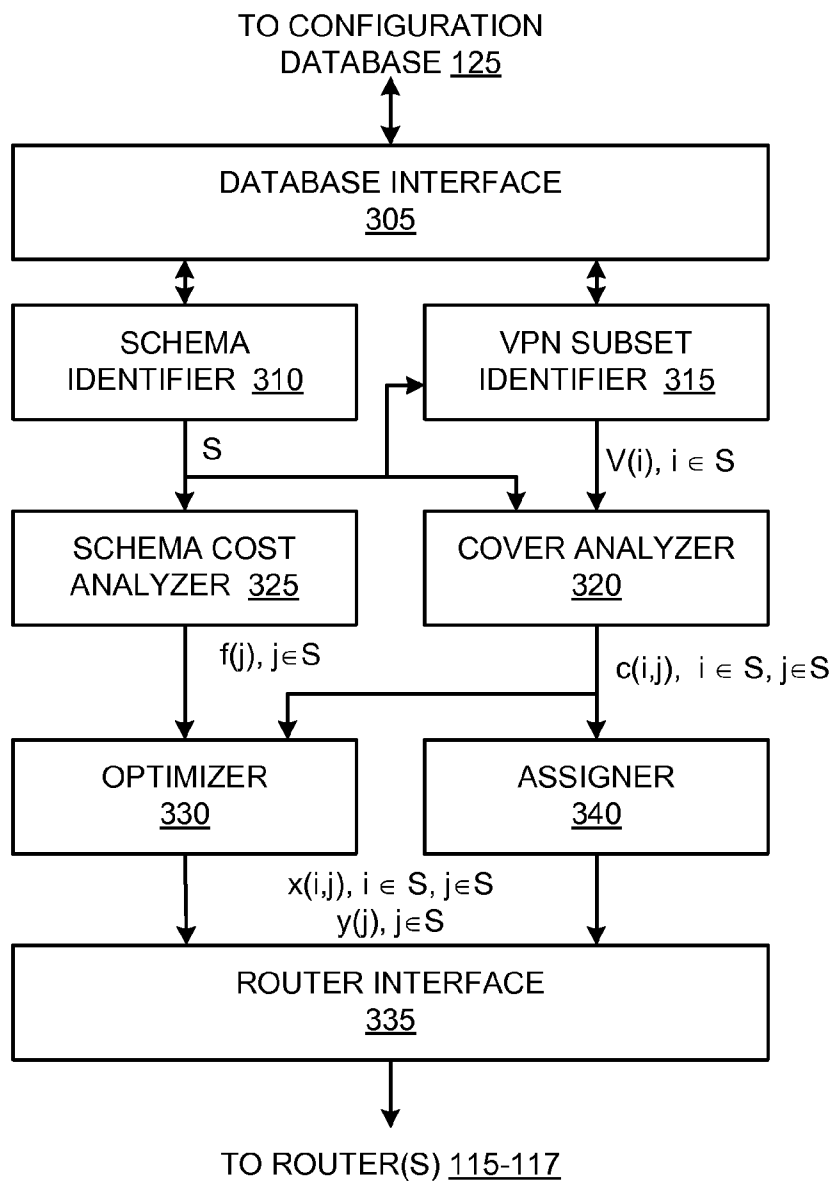 TO CONFIGURATION
DATABASE 125
DATABASE INTERFACE
305
SCHEMA
IDENTIFIER 310
VPN SUBSET
IDENTIFIER 315
S
V(i), i ∈ S
SCHEMA COST
ANALYZER 325
COVER ANALYZER
320
f(j), j∈S
c(i,j), i ∈ S, j∈S
OPTIMIZER
330
ASSIGNER
340
x(i,j), i ∈ S, j∈S
y(j), j∈S
ROUTER INTERFACE
335
TO ROUTER(S) 115-117